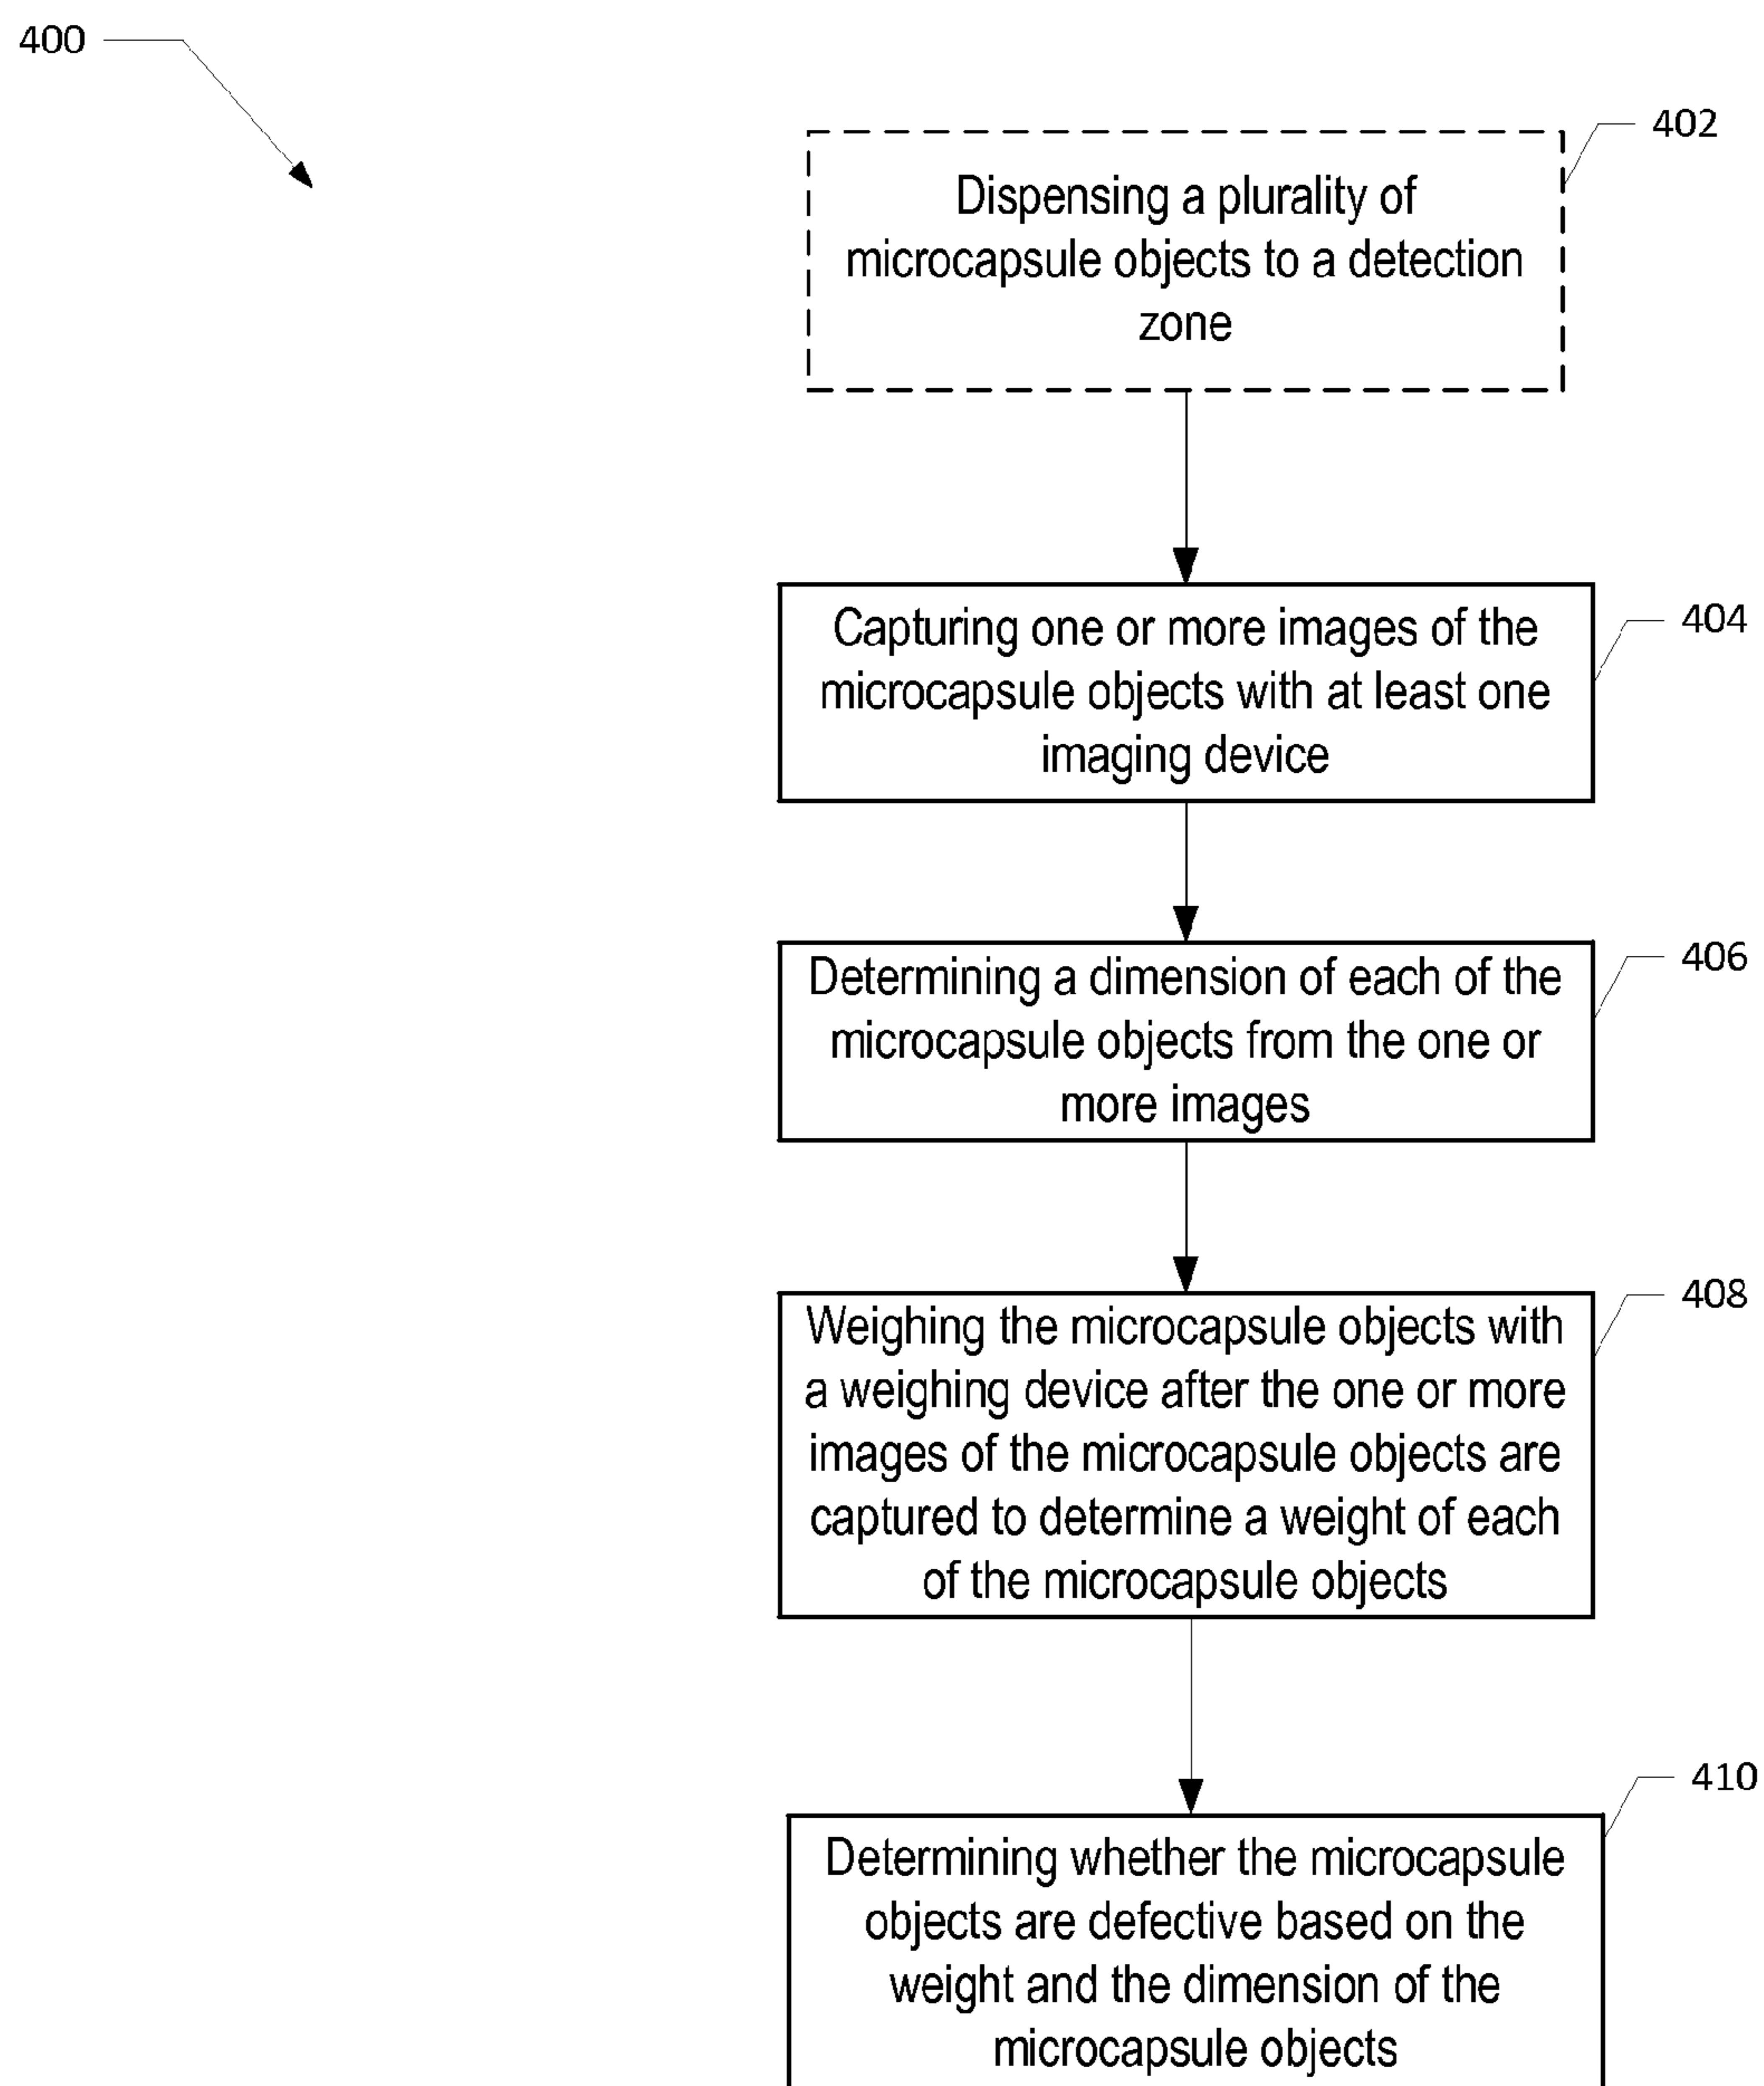 400
402
Dispensing a plurality of
microcapsule objects to a detection
zone
404
Capturing one or more images of the
microcapsule objects with at least one
imaging device
406
Determining a dimension of each of the
microcapsule objects from the one or
more images
408
Weighing the microcapsule objects with
a weighing device after the one or more
images of the microcapsule objects are
captured to determine a weight of each
of the microcapsule objects
410
Determining whether the microcapsule
objects are defective based on the
weight and the dimension of the
microcapsule objects